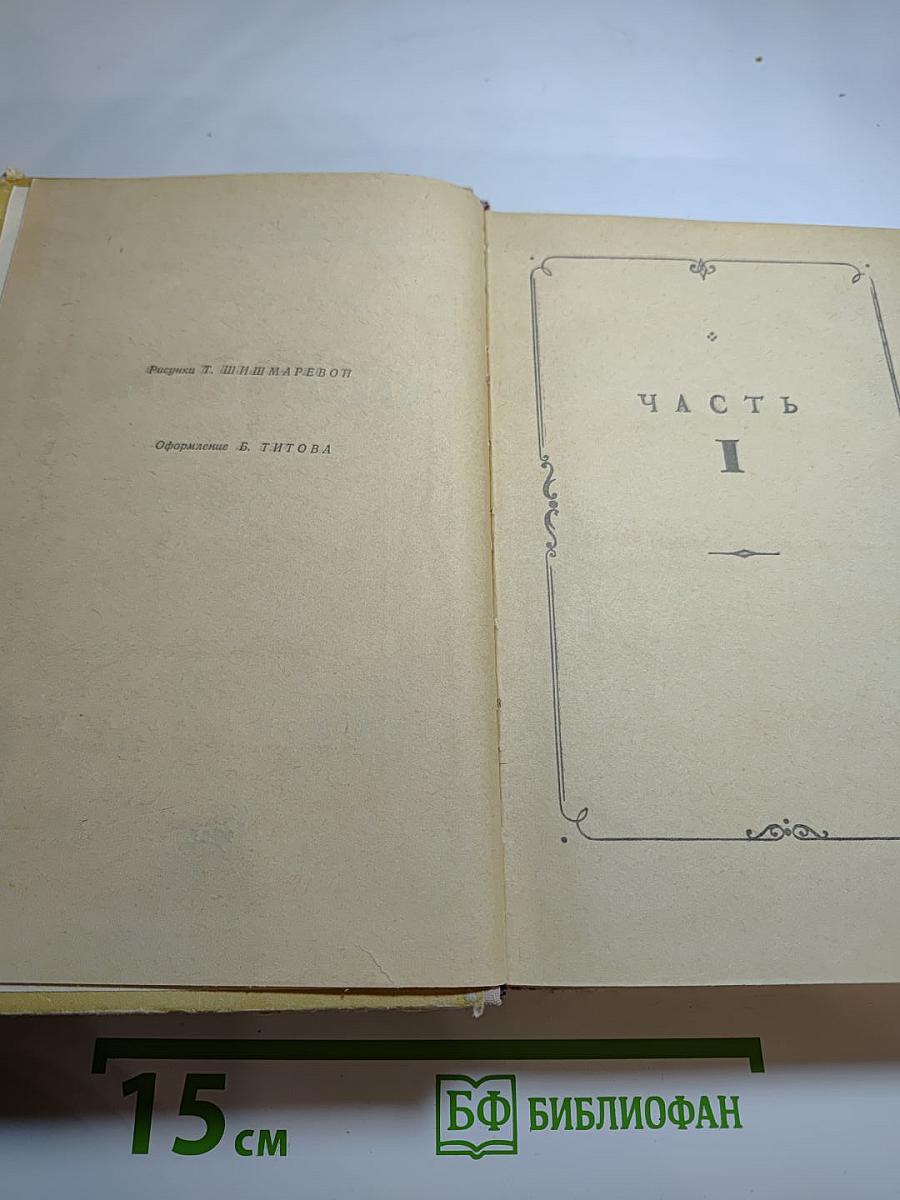 Рисунки Т. ШИШМАРЕВОЙ
Оформление Б. ТИТОВА
ЧАСТЬ
I
15 см
БФ БИБЛИОФАН